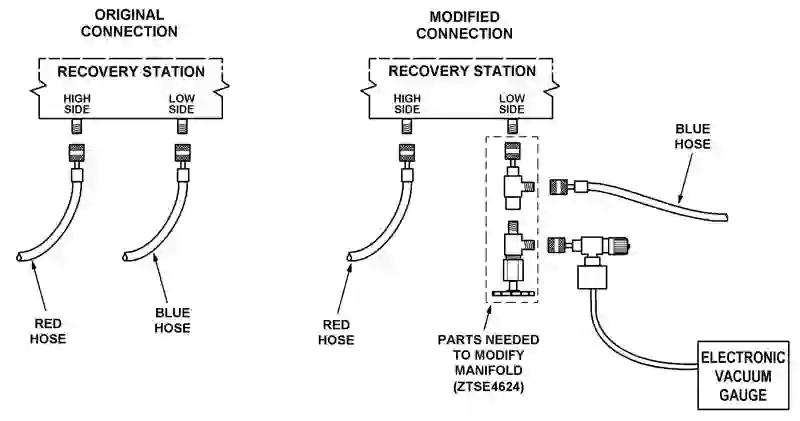 ORIGINAL
CONNECTION
RECOVERY STATION
HIGH
SIDE
LOW
SIDE
RED
HOSE
BLUE
HOSE
MODIFIED
CONNECTION
RECOVERY STATION
HIGH
SIDE
LOW
SIDE
BLUE
HOSE
RED
HOSE
PARTS NEEDED
TO MODIFY
MANIFOLD
(ZTSE4624)
ELECTRONIC
VACUUM
GAUGE